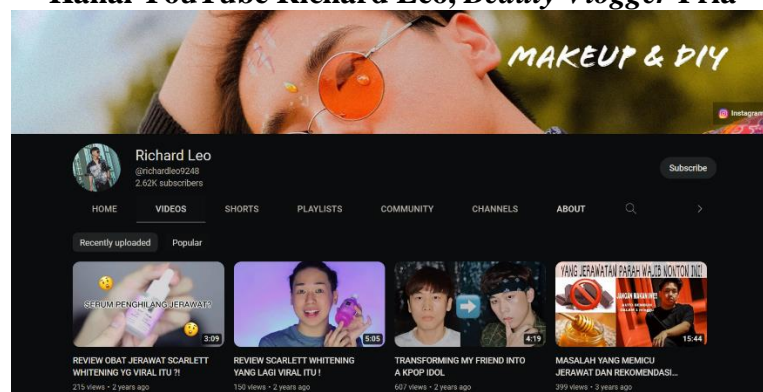 Kanal YouTube Richard Leo, Beauty Vlogger Pria
MAKEUP & DIY
Instagram
Richard Leo
@richardleo9248
2.62K subscribers
Subscribe
HOME VIDEOS SHORTS PLAYLISTS COMMUNITY CHANNELS ABOUT
Recently uploaded Popular
SERUM PENGHILANG JERAWAT?
3:09
5:05
4:19
YANG JERAWATAN PARAH WAJIB NONTON INI!
JANGAN MAKAN INI!!
15:44
REVIEW OBAT JERAWAT SCARLETT
WHITENING YG VIRAL ITU ?!
215 views • 2 years ago
REVIEW SCARLETT WHITENING
YANG LAGI VIRAL ITU !
150 views • 2 years ago
TRANSFORMING MY FRIEND INTO
A KPOP IDOL
607 views • 2 years ago
MASALAH YANG MEMICU
JERAWAT DAN REKOMENDASI...
399 views • 3 years ago